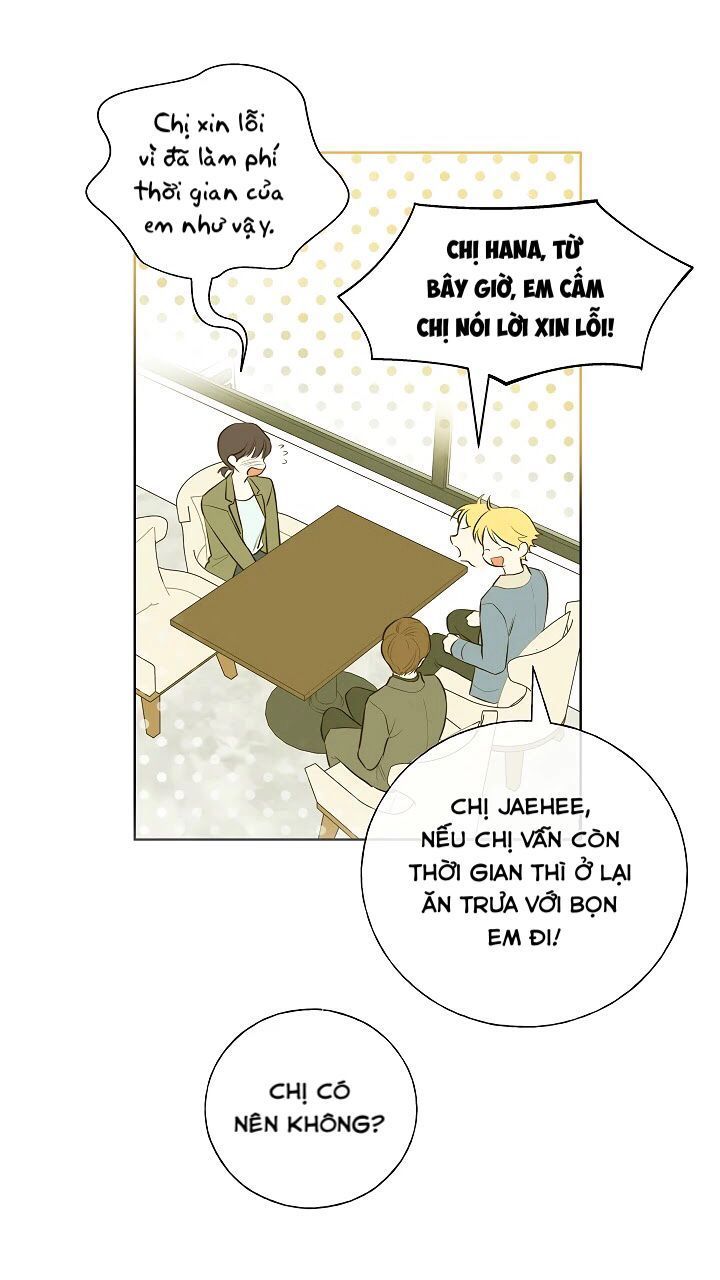 Chị xin lỗi
vì đã làm phí
thời gian của
em như vậy.
CHỊ HANA, TỪ
BÂY GIỜ, EM CẤM
CHỊ NÓI LỜI XIN LỖI!
CHỊ JAEHEE,
NẾU CHỊ VẪN CÒN
THỜI GIAN THÌ Ở LẠI
ĂN TRƯA VỚI BỌN
EM ĐI!
CHỊ CÓ
NÊN KHÔNG?